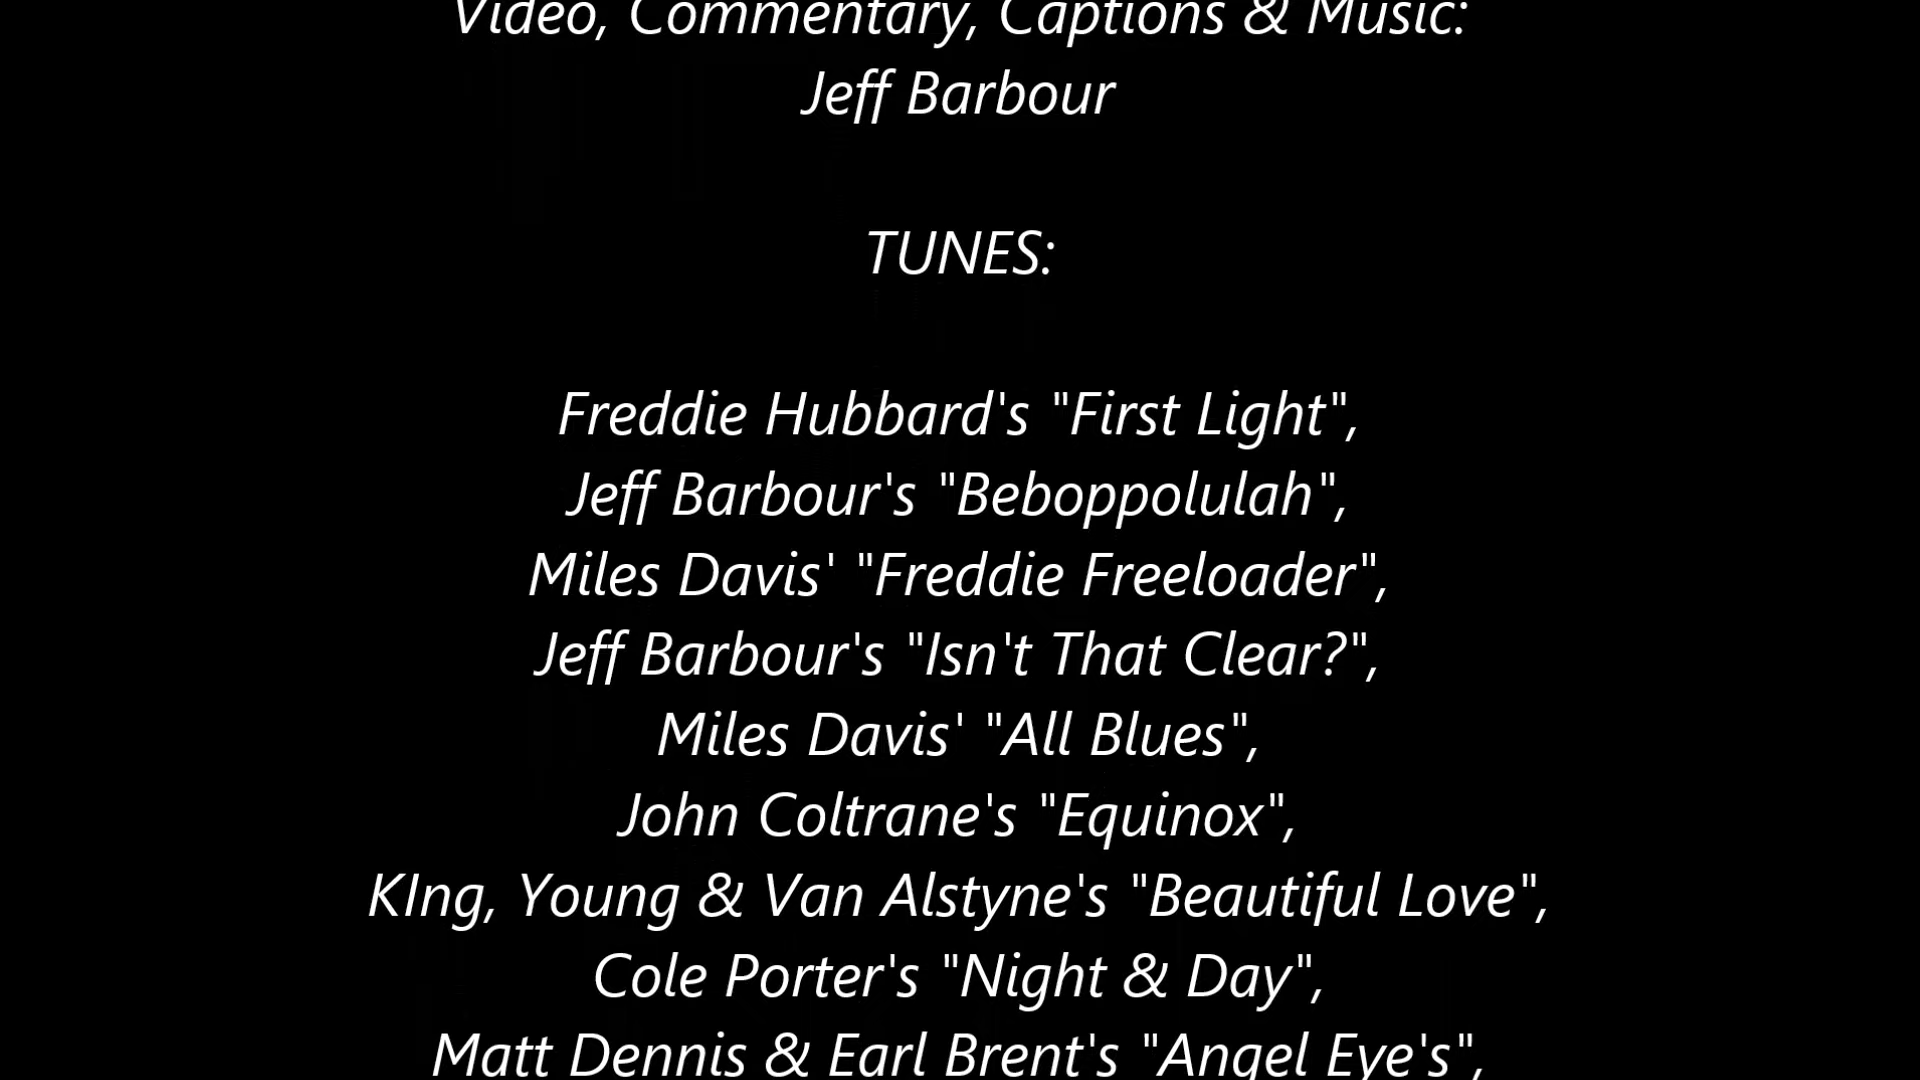 Video, Commentary, Captions & Music:
Jeff Barbour
TUNES:
Freddie Hubbard's "First Light",
Jeff Barbour's "Beboppolulah",
Miles Davis' "Freddie Freeloader",
Jeff Barbour's "Isn't That Clear?",
Miles Davis' "All Blues",
John Coltrane's "Equinox",
KIng, Young & Van Alstyne's "Beautiful Love",
Cole Porter's "Night & Day",
Matt Dennis & Earl Brent's "Angel Eye's",